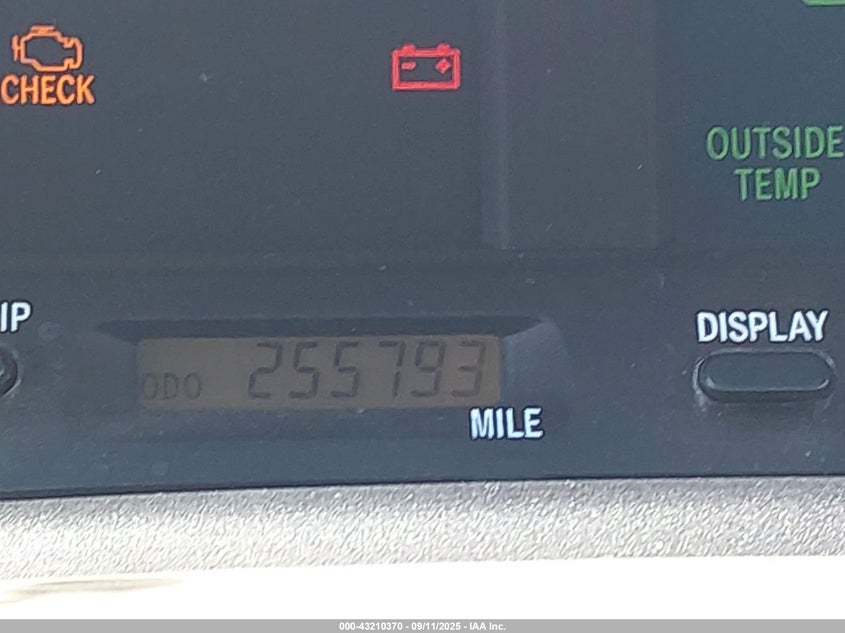 CHECK
OUTSIDE
TEMP
IP
DISPLAY
ODO 255793
MILE
000-43210370 - 09/11/2025 - IAA Inc.